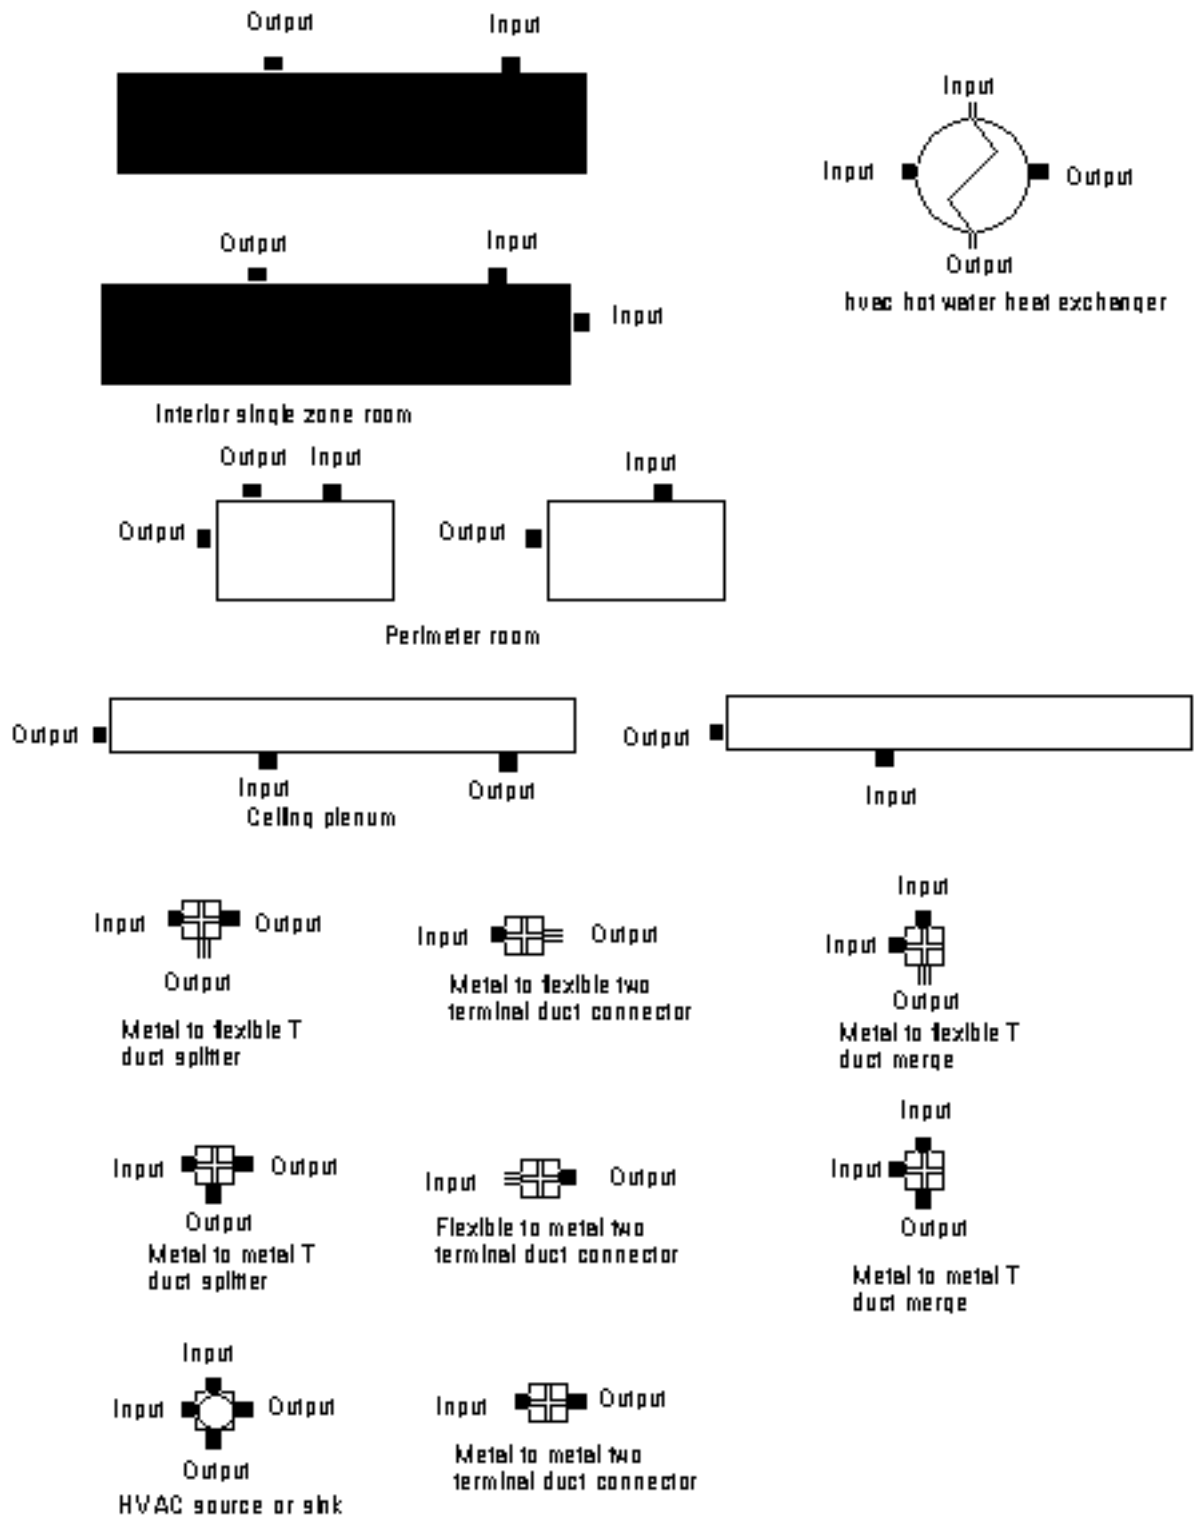 Output
Input
Input
Input
Output
Output
hvac hot water heat exchanger
Output
Input
Input
Interior single zone room
Output
Input
Output
Input
Output
Perimeter room
Output
Input
Output
Ceiling plenum
Output
Input
Input
Output
Output
Metal to flexible T
duct splitter
Input
Output
Metal to flexible two
terminal duct connector
Input
Input
Output
Metal to flexible T
duct merge
Input
Output
Output
Metal to metal T
duct splitter
Input
Output
Flexible to metal two
terminal duct connector
Input
Input
Output
Metal to metal T
duct merge
Input
Input
Output
Output
HVAC source or sink
Input
Output
Metal to metal two
terminal duct connector